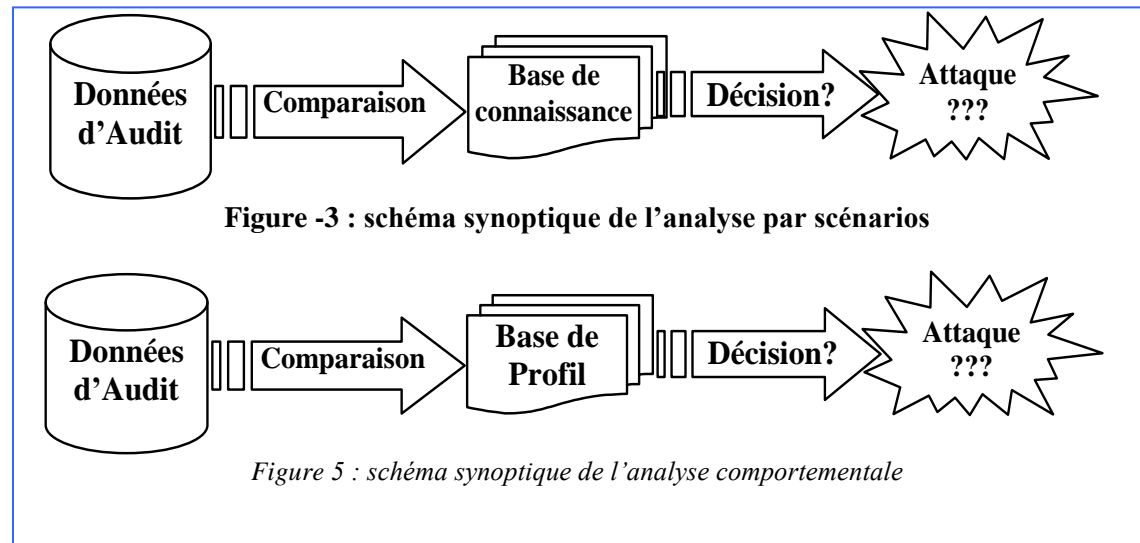 Données
d'Audit
Comparaison
Base de
connaissance
Décision?
Attaque
???
Figure -3 : schéma synoptique de l'analyse par scénarios
Données
d'Audit
Comparaison
Base de
Profil
Décision?
Attaque
???
Figure 5 : schéma synoptique de l'analyse comportementale